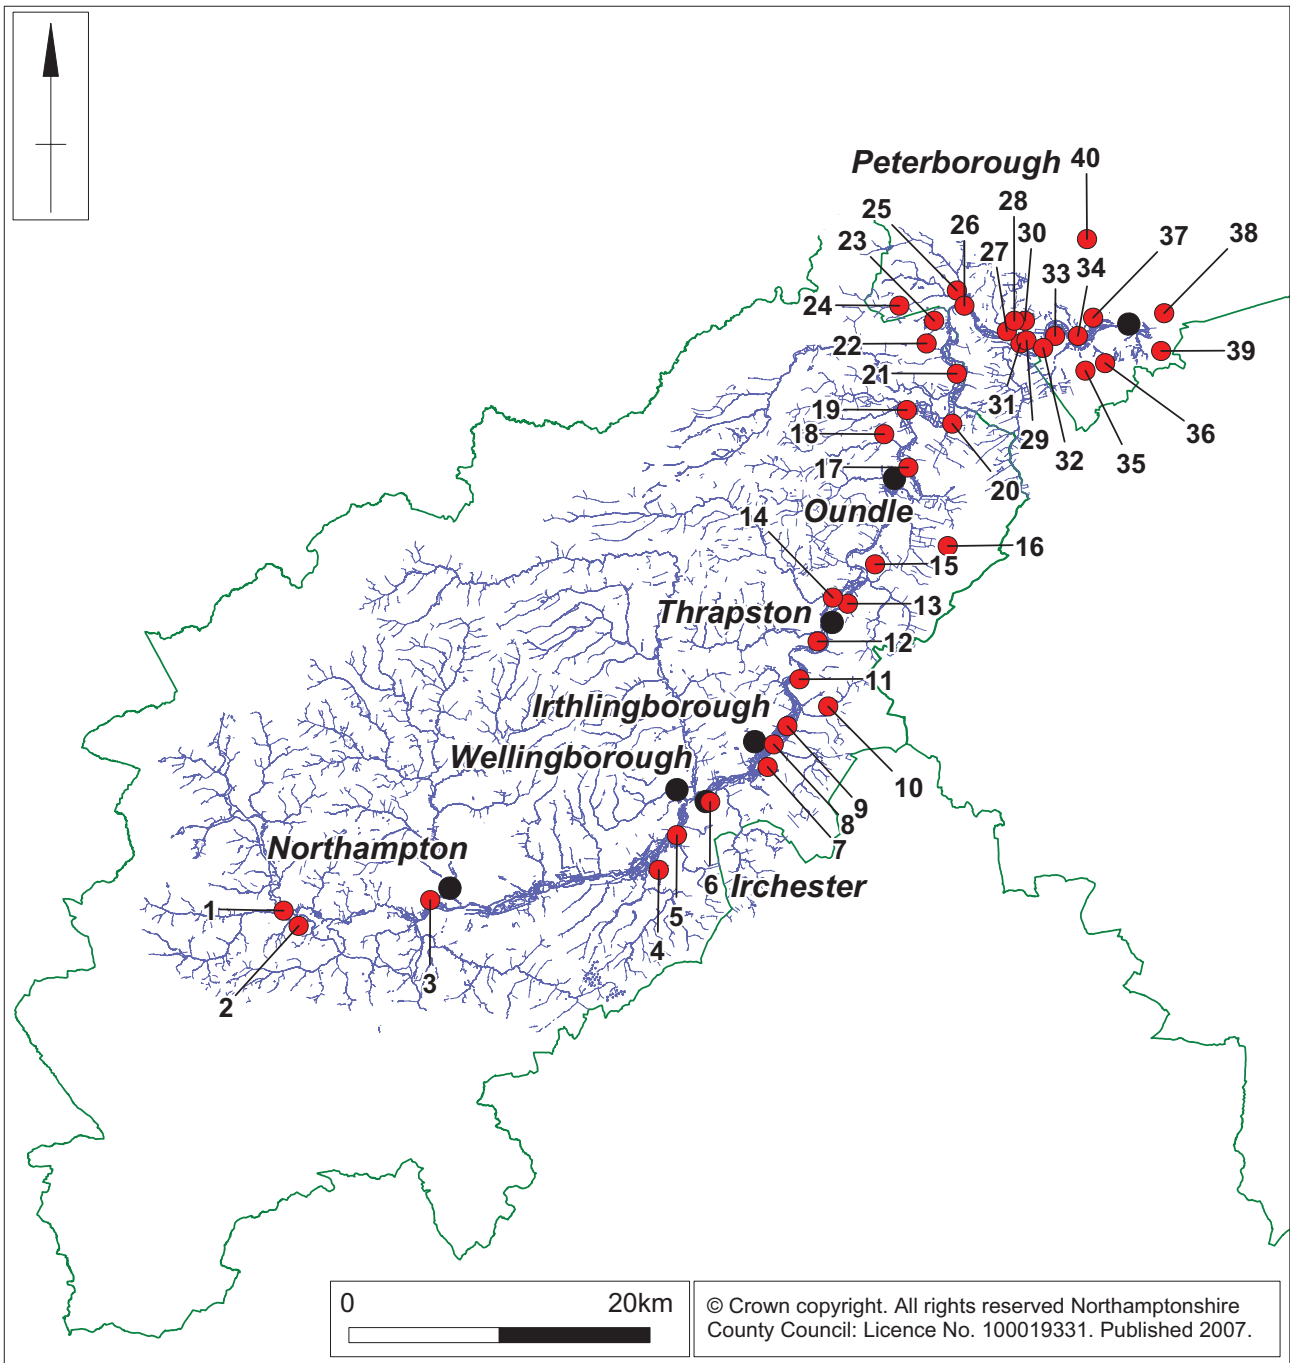 Peterborough 40
25 28
26 30 37 38
23 27 33 34
24
22
39
21
31
19
36
18 29
32 35
17
20
14 Oundle
16
15
Thrapston 13
12
11
Irthlingborough
Wellingborough
10
9
8
7
Northampton
6 Irchester
1 5
4
3
2
0 20km
© Crown copyright. All rights reserved Northamptonshire
County Council: Licence No. 100019331. Published 2007.